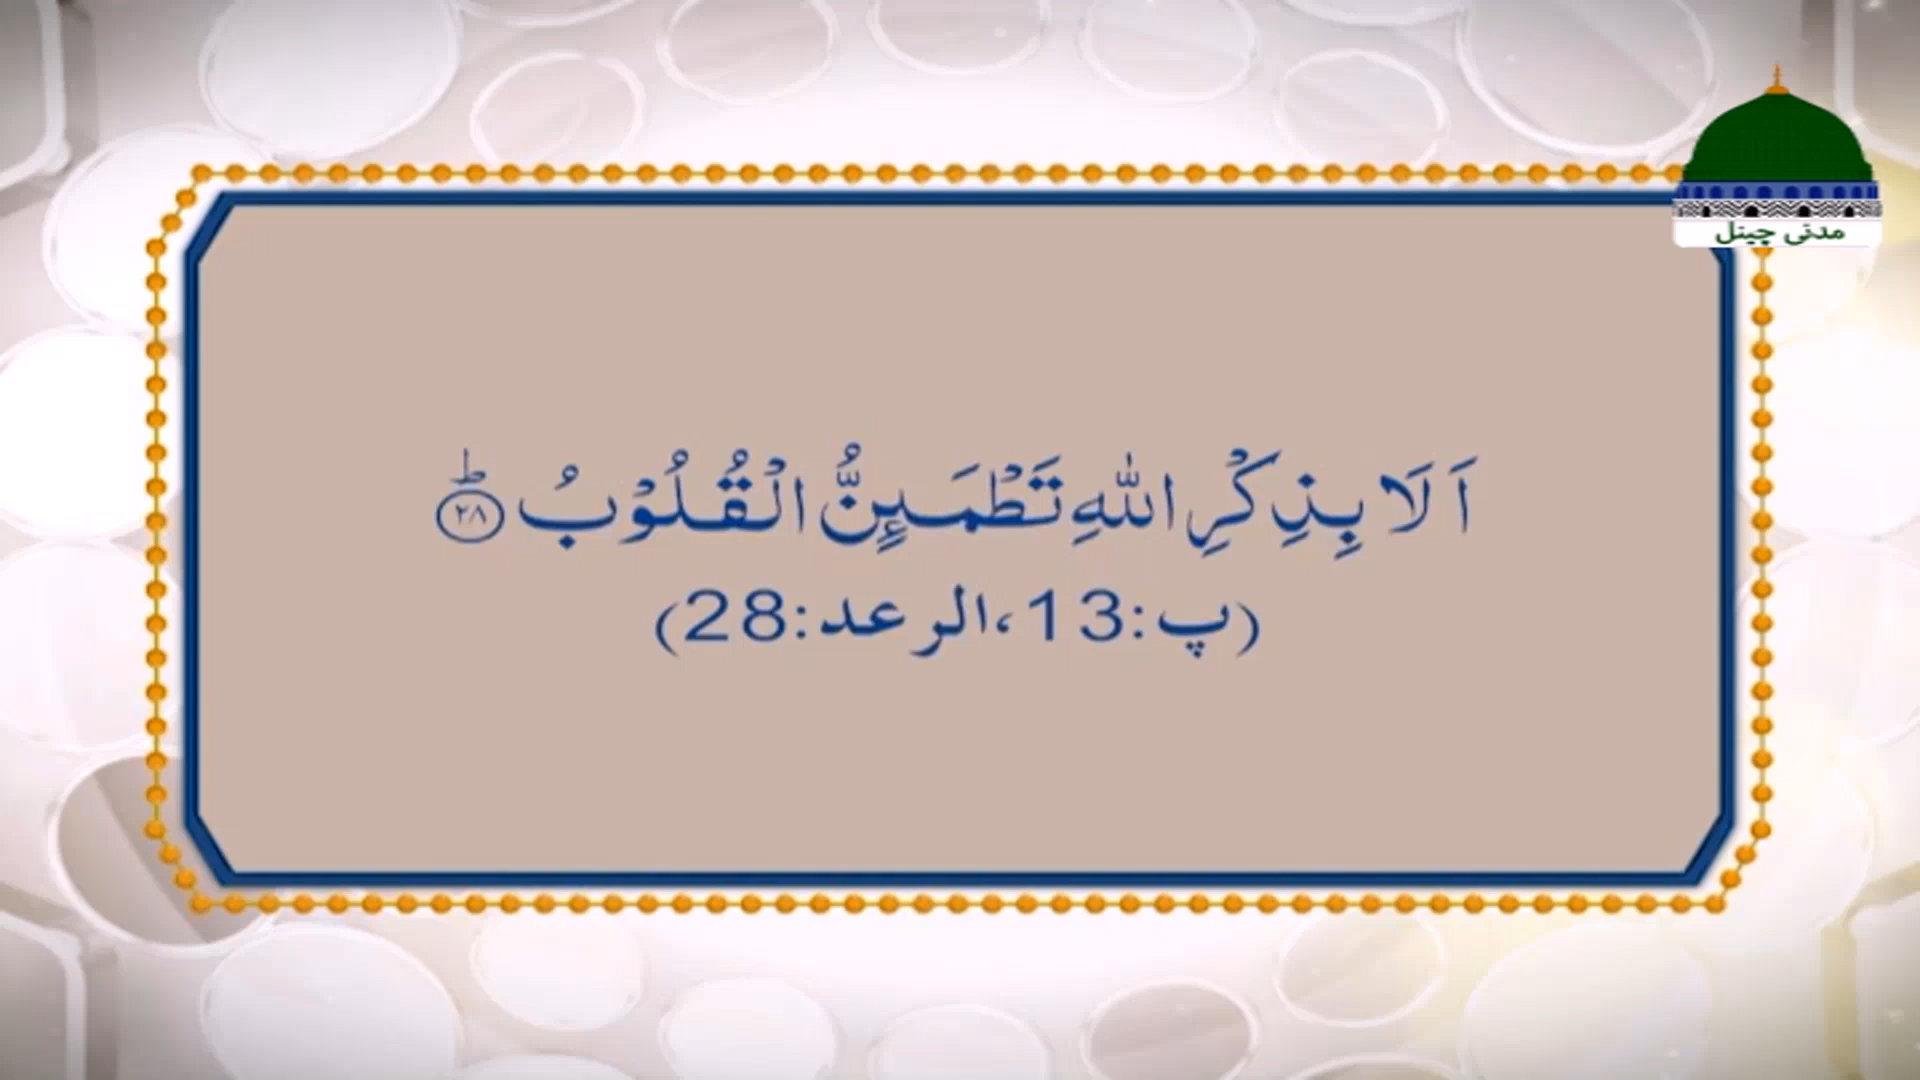 مدنی چینل
اَلَا بِذِكْرِ اللّٰهِ تَطْمَىٕنُّ الْقُلُوْبُؕ ۝۲۸
(پ:13،الرعد:28)